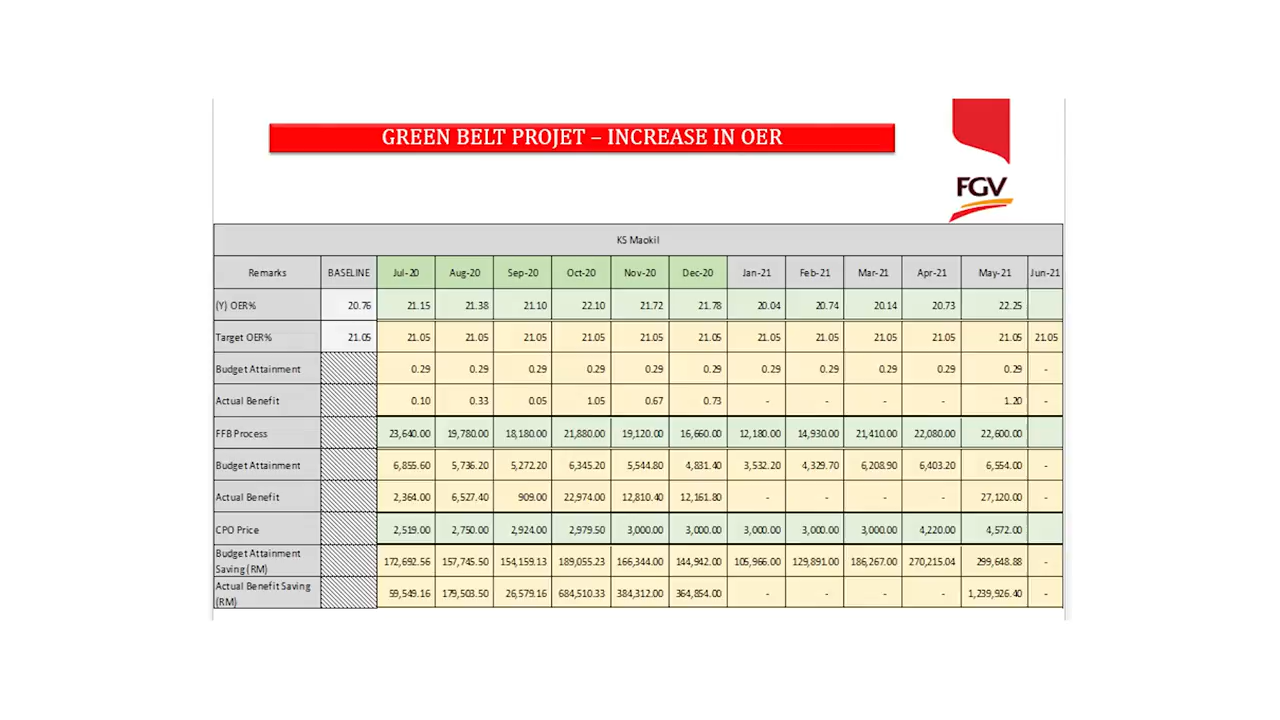 GREEN BELT PROJET – INCREASE IN OER
FGV
KS Maokil
Remarks BASELINE Jul-20 Aug-20 Sep-20 Oct-20 Nov-20 Dec-20 Jan-21 Feb-21 Mar-21 Apr-21 May-21 Jun-21
(Y) OER% 20.76 21.15 21.38 21.10 22.10 21.72 21.78 20.04 20.74 20.14 20.73 22.25
Target OER% 21.05 21.05 21.05 21.05 21.05 21.05 21.05 21.05 21.05 21.05 21.05 21.05 21.05
Budget Attainment 0.29 0.29 0.29 0.29 0.29 0.29 0.29 0.29 0.29 0.29 0.29 -
Actual Benefit 0.10 0.33 0.05 1.05 0.67 0.73 - - - - 1.20 -
FFB Process 23,640.00 19,780.00 18,180.00 21,880.00 19,120.00 16,660.00 12,180.00 14,930.00 21,410.00 22,080.00 22,600.00
Budget Attainment 6,855.60 5,736.20 5,272.20 6,345.20 5,544.80 4,831.40 3,532.20 4,329.70 6,208.90 6,403.20 6,554.00 -
Actual Benefit 2,364.00 6,527.40 909.00 22,974.00 12,810.40 12,161.80 - - - - 27,120.00 -
CPO Price 2,519.00 2,750.00 2,924.00 2,979.50 3,000.00 3,000.00 3,000.00 3,000.00 3,000.00 4,220.00 4,572.00
Budget Attainment
Saving (RM) 172,692.56 157,745.50 154,159.13 189,055.23 166,344.00 144,942.00 105,966.00 129,891.00 186,267.00 270,215.04 299,648.88 -
Actual Benefit Saving
(RM) 59,549.16 179,503.50 26,579.16 684,510.33 384,312.00 364,854.00 - - - - 1,239,926.40 -